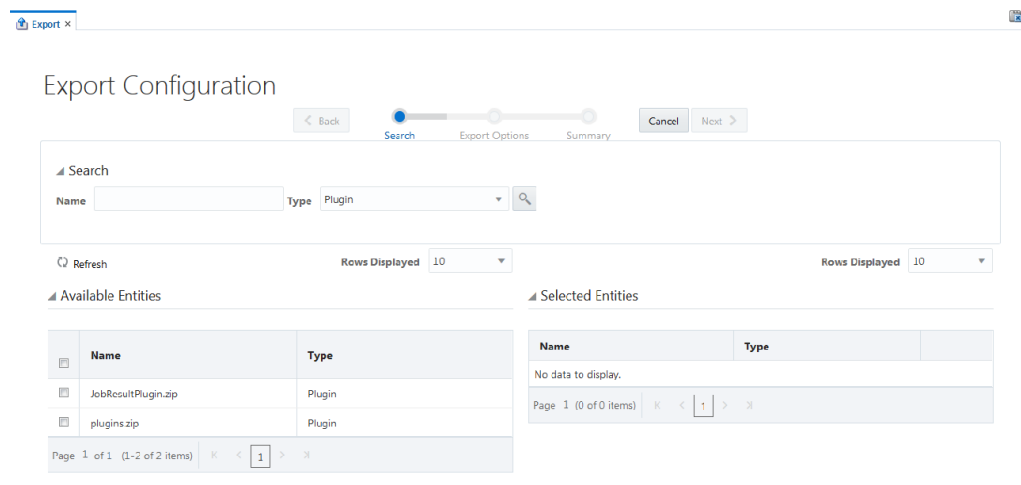 Export ×
Export Configuration
Back
Search
Export Options
Summary
Cancel
Next
Search
Name
Type Plugin
Refresh
Rows Displayed 10
Rows Displayed 10
Available Entities
Selected Entities
Name Type
JobResultPlugin.zip Plugin
plugins.zip Plugin
Page 1 of 1 (1-2 of 2 items) K < 1 > X
Name Type
No data to display.
Page 1 (0 of 0 items) K < 1 > X